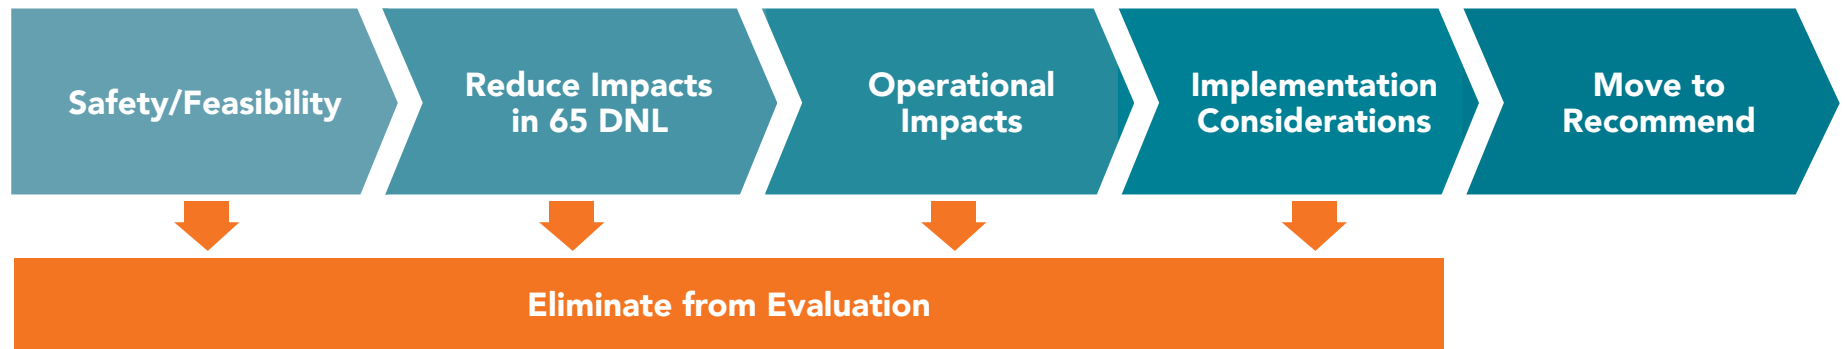 Safety/Feasibility
Reduce Impacts
in 65 DNL
Operational
Impacts
Implementation
Considerations
Move to
Recommend
Eliminate from Evaluation